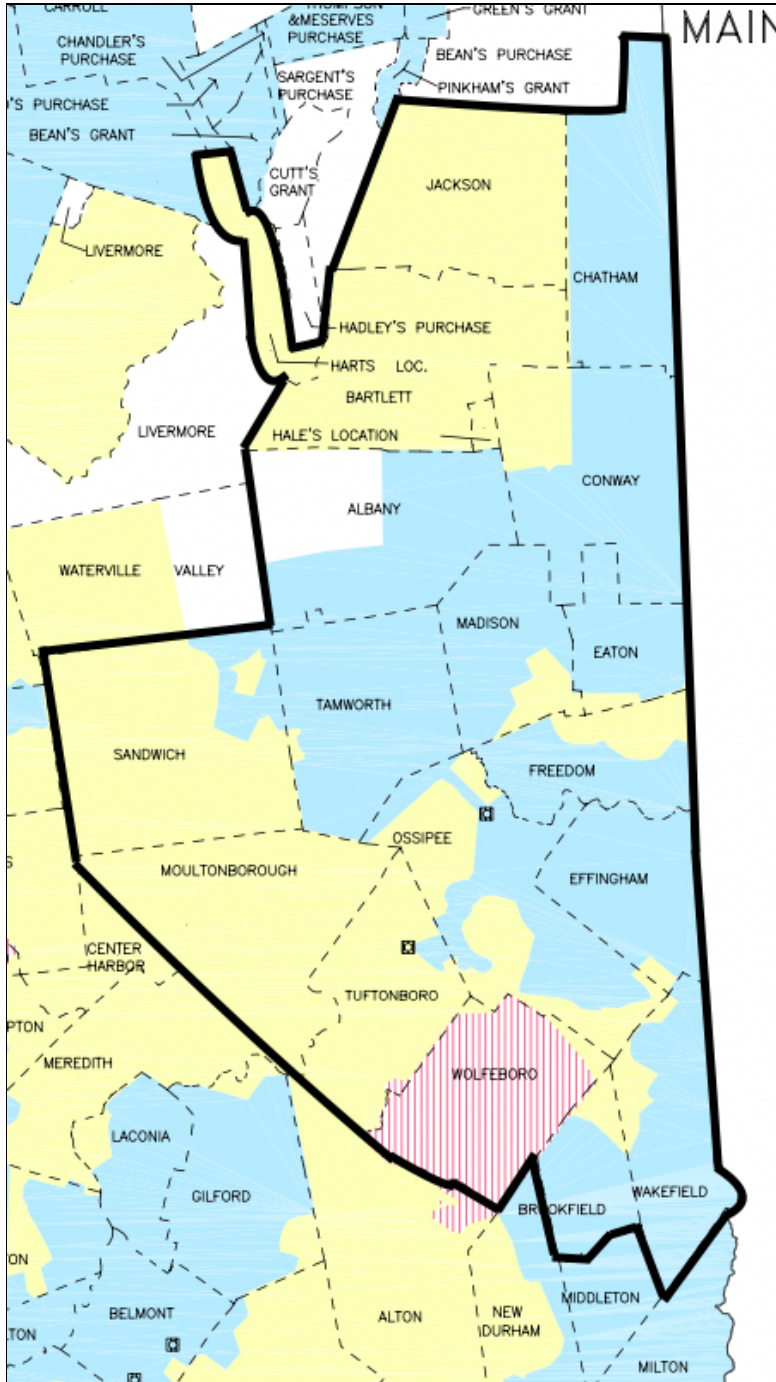 CARROLL
THOMPSON
&MESERVES
PURCHASE
GREEN'S GRANT
MAIN
CHANDLER'S
PURCHASE
BEAN'S PURCHASE
SARGENT'S
PURCHASE
PINKHAM'S GRANT
'S PURCHASE
BEAN'S GRANT
CUTT'S
GRANT
JACKSON
LIVERMORE
CHATHAM
HADLEY'S PURCHASE
HARTS LOC.
BARTLETT
LIVERMORE
HALE'S LOCATION
CONWAY
ALBANY
WATERVILLE VALLEY
MADISON
EATON
TAMWORTH
SANDWICH
FREEDOM
OSSIPEE
S
MOULTONBOROUGH
EFFINGHAM
CENTER
HARBOR
TUFTONBORO
PTON
MEREDITH
WOLFEBORO
LACONIA
GILFORD
WAKEFIELD
BROOKFIELD
TON
MIDDLETON
BELMONT
ALTON
NEW
DURHAM
LTON
MILTON